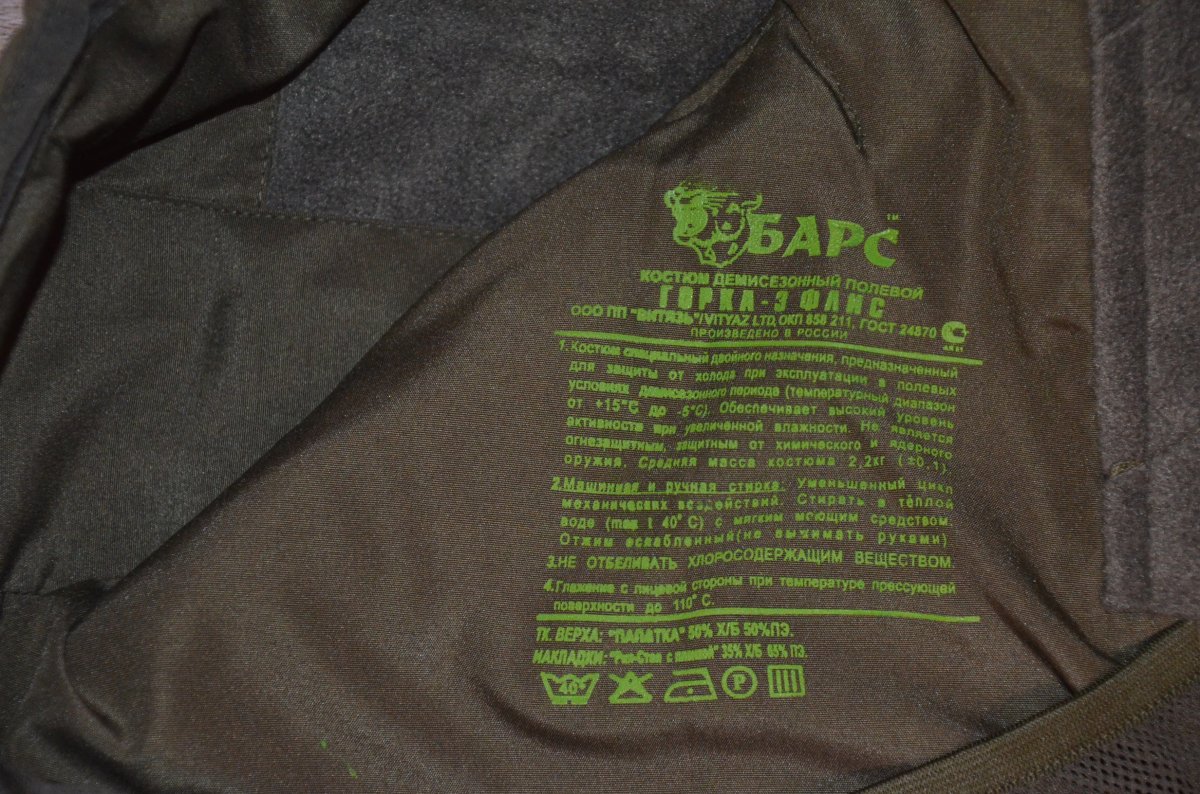 БАРС™
КОСТЮМ ДЕМИСЕЗОННЫЙ ПОЛЕВОЙ
ГОРКА-3 ФЛИС
ООО ПП "ВИТЯЗЬ"/VITYAZ LTD, ОКП 858 211, ГОСТ 24870
ПРОИЗВЕДЕНО В РОССИИ
1.Костюм специальный двойного назначения, предназначенный
для защиты от холода при эксплуатации в полевых
условиях демисезонного периода (температурный диапазон
от +15°С до -5°С). Обеспечивает высокий уровень
активности при увеличенной влажности. Не является
огнезащитным, защитным от химического и ядерного
оружия. Средняя масса костюма 2,2кг (±0,1).
2.Машинная и ручная стирка: Уменьшенный цикл
механических воздействий. Стирать в тёплой
воде (max t 40°С) с мягким моющим средством.
Отжим ослабленный(не выжимать руками)
3.НЕ ОТБЕЛИВАТЬ ХЛОРОСОДЕРЖАЩИМ ВЕЩЕСТВОМ.
4.Глажение с лицевой стороны при температуре прессующей
поверхности до 110°С.
ТК. ВЕРХА: "ПАЛАТКА" 50% Х/Б 50%ПЭ.
НАКЛАДКИ: "Рип-Стоп с" 35% Х/Б 65% ПЭ.
40°
Р